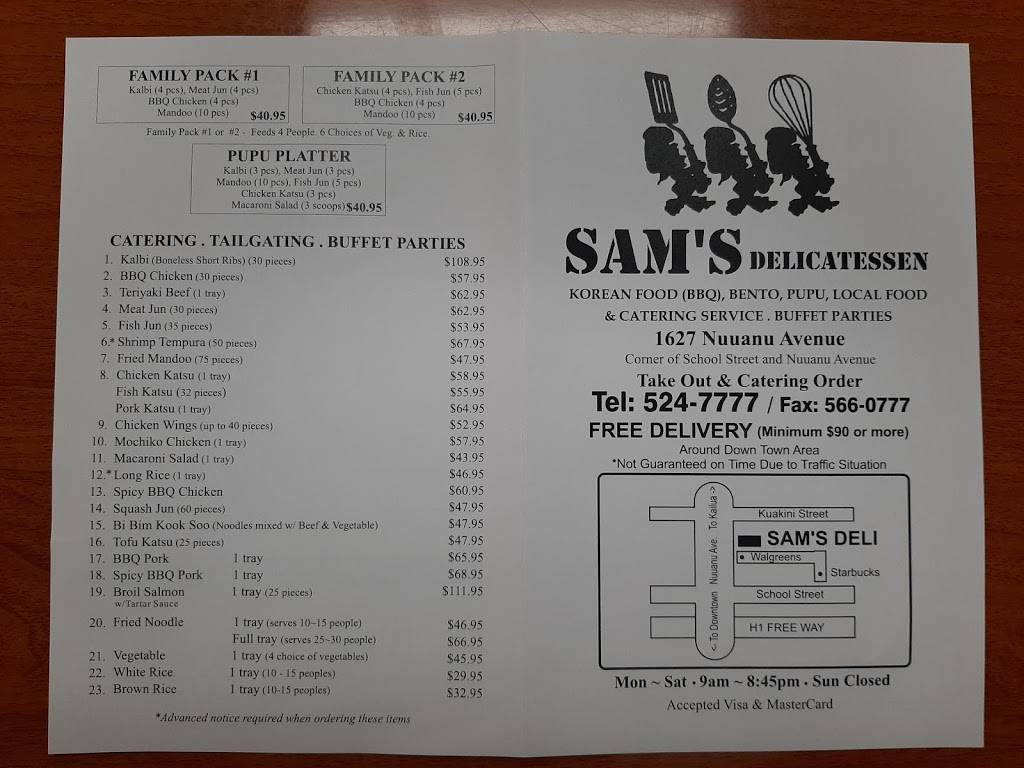 FAMILY PACK #1
Kalbi (4 pcs), Meat Jun (4 pcs)
BBQ Chicken (4 pcs)
Mandoo (10 pcs) $40.95
FAMILY PACK #2
Chicken Katsu (4 pcs), Fish Jun (5 pcs)
BBQ Chicken (4 pcs)
Mandoo (10 pcs) $40.95
Family Pack #1 or #2 - Feeds 4 People. 6 Choices of Veg. & Rice.
PUPU PLATTER
Kalbi (3 pcs), Meat Jun (3 pcs)
Mandoo (10 pcs), Fish Jun (5 pcs)
Chicken Katsu (3 pcs)
Macaroni Salad (3 scoops) $40.95
CATERING . TAILGATING . BUFFET PARTIES
1. Kalbi (Boneless Short Ribs) (30 pieces) $108.95
2. BBQ Chicken (30 pieces) $57.95
3. Teriyaki Beef (1 tray) $62.95
4. Meat Jun (30 pieces) $62.95
5. Fish Jun (35 pieces) $53.95
6.* Shrimp Tempura (50 pieces) $67.95
7. Fried Mandoo (75 pieces) $47.95
8. Chicken Katsu (1 tray) $58.95
Fish Katsu (32 pieces) $55.95
Pork Katsu (1 tray) $64.95
9. Chicken Wings (up to 40 pieces) $52.95
10. Mochiko Chicken (1 tray) $57.95
11. Macaroni Salad (1 tray) $43.95
12.* Long Rice (1 tray) $46.95
13. Spicy BBQ Chicken $60.95
14. Squash Jun (60 pieces) $47.95
15. Bi Bim Kook Soo (Noodles mixed w/ Beef & Vegetable) $47.95
16. Tofu Katsu (25 pieces) $47.95
17. BBQ Pork 1 tray $65.95
18. Spicy BBQ Pork 1 tray $68.95
19. Broil Salmon 1 tray (25 pieces) $111.95
w/Tartar Sauce
20. Fried Noodle 1 tray (serves 10~15 people) $46.95
Full tray (serves 25~30 people) $66.95
21. Vegetable 1 tray (4 choice of vegetables) $45.95
22. White Rice 1 tray (10 - 15 peoples) $29.95
23. Brown Rice 1 tray (10-15 peoples) $32.95
*Advanced notice required when ordering these items
SAM'S DELICATESSEN
KOREAN FOOD (BBQ), BENTO, PUPU, LOCAL FOOD
& CATERING SERVICE . BUFFET PARTIES
1627 Nuuanu Avenue
Corner of School Street and Nuuanu Avenue
Take Out & Catering Order
Tel: 524-7777 / Fax: 566-0777
FREE DELIVERY (Minimum $90 or more)
Around Down Town Area
*Not Guaranteed on Time Due to Traffic Situation
<- To Downtown Nuuanu Ave. To Kailua ->
Kuakini Street
SAM'S DELI
Walgreens
Starbucks
School Street
H1 FREE WAY
Mon ~ Sat · 9am ~ 8:45pm · Sun Closed
Accepted Visa & MasterCard